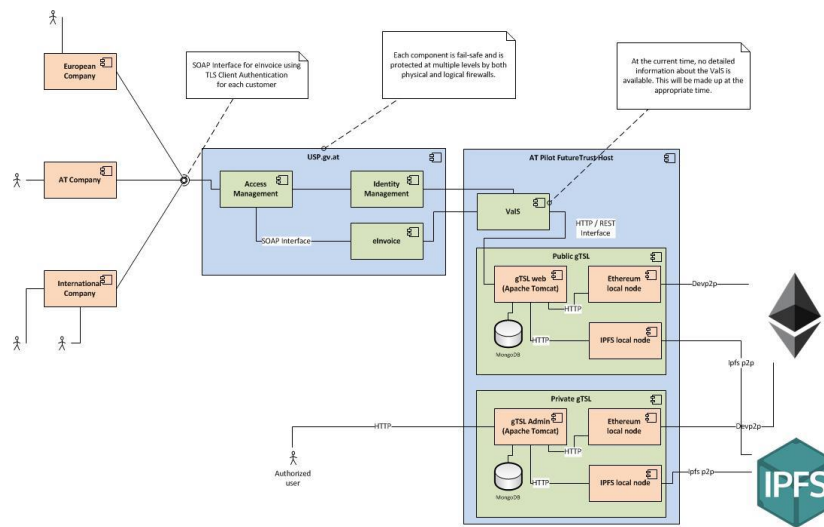 European
Company
SOAP Interface for eInvoice using
TLS Client Authentication
for each customer
Each component is fail-safe and is
protected at multiple levels by both
physical and logical firewalls.
At the current time, no detailed
information about the ValS is
available. This will be made up at the
appropriate time.
USP.gv.at
AT Pilot FutureTrust Host
AT Company
Access
Management
Identity
Management
ValS
HTTP / REST
Interface
SOAP Interface
eInvoice
Public gTSL
International
Company
gTSL web
(Apache Tomcat)
Ethereum
local node
Devp2p
HTTP
HTTP
IPFS local node
MongoDB
Ipfs p2p
Private gTSL
HTTP
gTSL Admin
(Apache Tomcat)
Ethereum
local node
Devp2p
HTTP
Authorized
user
HTTP
IPFS local node
Ipfs p2p
MongoDB
IPFS